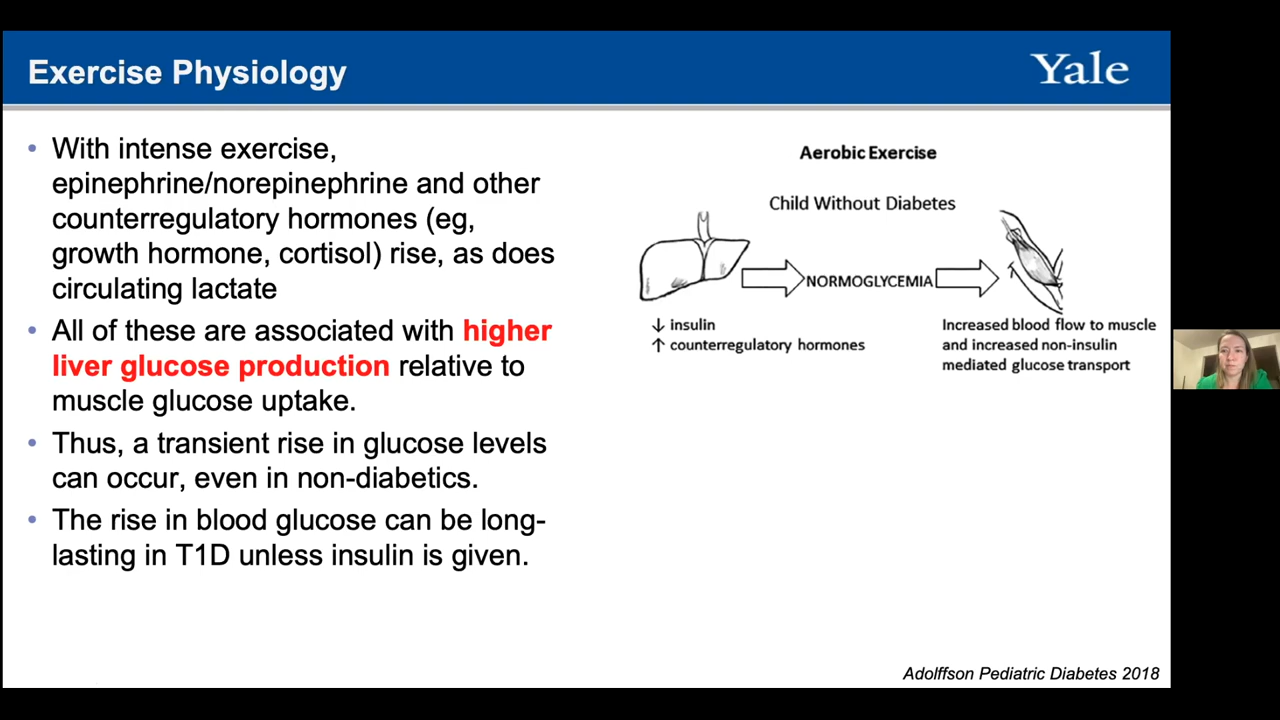 Exercise Physiology
Yale
• With intense exercise,
epinephrine/norepinephrine and other
counterregulatory hormones (eg,
growth hormone, cortisol) rise, as does
circulating lactate
• All of these are associated with higher
liver glucose production relative to
muscle glucose uptake.
• Thus, a transient rise in glucose levels
can occur, even in non-diabetics.
• The rise in blood glucose can be long-
lasting in T1D unless insulin is given.
Aerobic Exercise
Child Without Diabetes
NORMOGLYCEMIA
↓ insulin
↑ counterregulatory hormones
Increased blood flow to muscle
and increased non-insulin
mediated glucose transport
Adolffson Pediatric Diabetes 2018